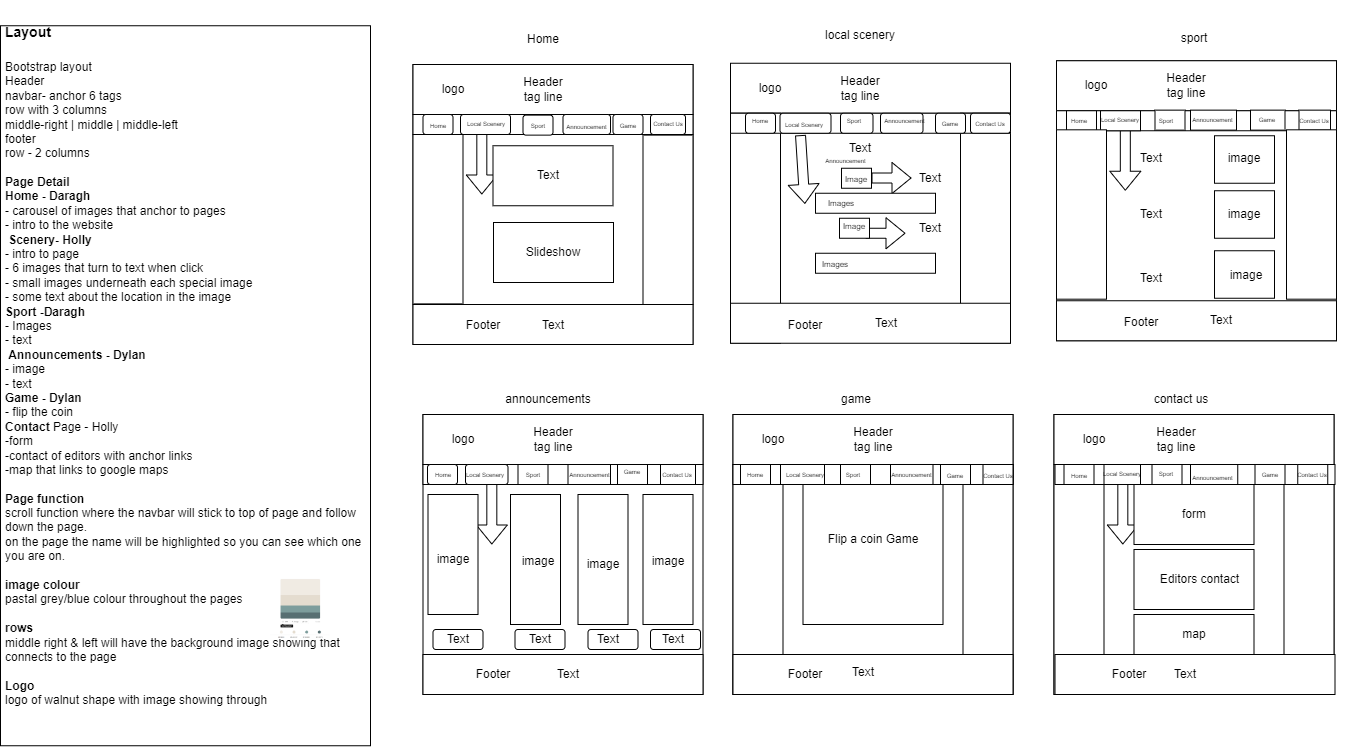 Layout
Bootstrap layout
Header
navbar- anchor 6 tags
row with 3 columns
middle-right | middle | middle-left
footer
row - 2 columns
Page Detail
Home - Daragh
- carousel of images that anchor to pages
- intro to the website
Scenery- Holly
- intro to page
- 6 images that turn to text when click
- small images underneath each special image
- some text about the location in the image
Sport -Daragh
- Images
- text
Announcements - Dylan
- image
- text
Game - Dylan
- flip the coin
Contact Page - Holly
-form
-contact of editors with anchor links
-map that links to google maps
Page function
scroll function where the navbar will stick to top of page and follow
down the page.
on the page the name will be highlighted so you can see which one
you are on.
image colour
pastal grey/blue colour throughout the pages
rows
middle right & left will have the background image showing that
connects to the page
Logo
logo of walnut shape with image showing through
Home
logo
Header
tag line
Home
Local Scenery
Sport
Announcement
Game
Contact Us
Text
Slideshow
Footer
Text
local scenery
logo
Header
tag line
Home
Local Scenery
Sport
Announcement
Game
Contact Us
Text
Announcement
Image
Text
Images
Image
Text
Images
Footer
Text
sport
logo
Header
tag line
Home
Local Scenery
Sport
Announcement
Game
Contact Us
Text
image
Text
image
Text
image
Footer
Text
announcements
logo
Header
tag line
Home
Local Scenery
Sport
Announcement
Game
Contact Us
image
image
image
image
Text
Text
Text
Text
Footer
Text
game
logo
Header
tag line
Home
Local Scenery
Sport
Announcement
Game
Contact Us
Flip a coin Game
Footer
Text
contact us
logo
Header
tag line
Home
Local Scenery
Sport
Announcement
Game
Contact Us
form
Editors contact
map
Footer
Text